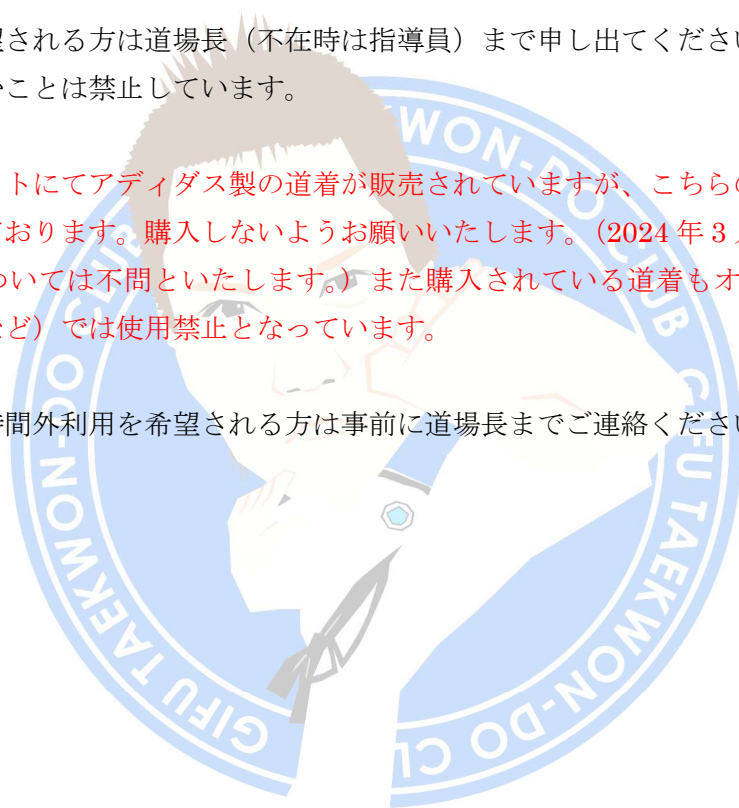 される方は道場長（不在時は指導員）まで申し出てください
ことは禁止しています。
トにてアディダス製の道着が販売されていますが、こちらの
ております。購入しないようお願いいたします。（2024 年 3
ついては不問といたします。）また購入されている道着もオ
など）では使用禁止となっています。
時間外利用を希望される方は事前に道場長までご連絡ください
GIFU TAEKWON-DO CLUB
GIFU TAEKWON-DO CLUB